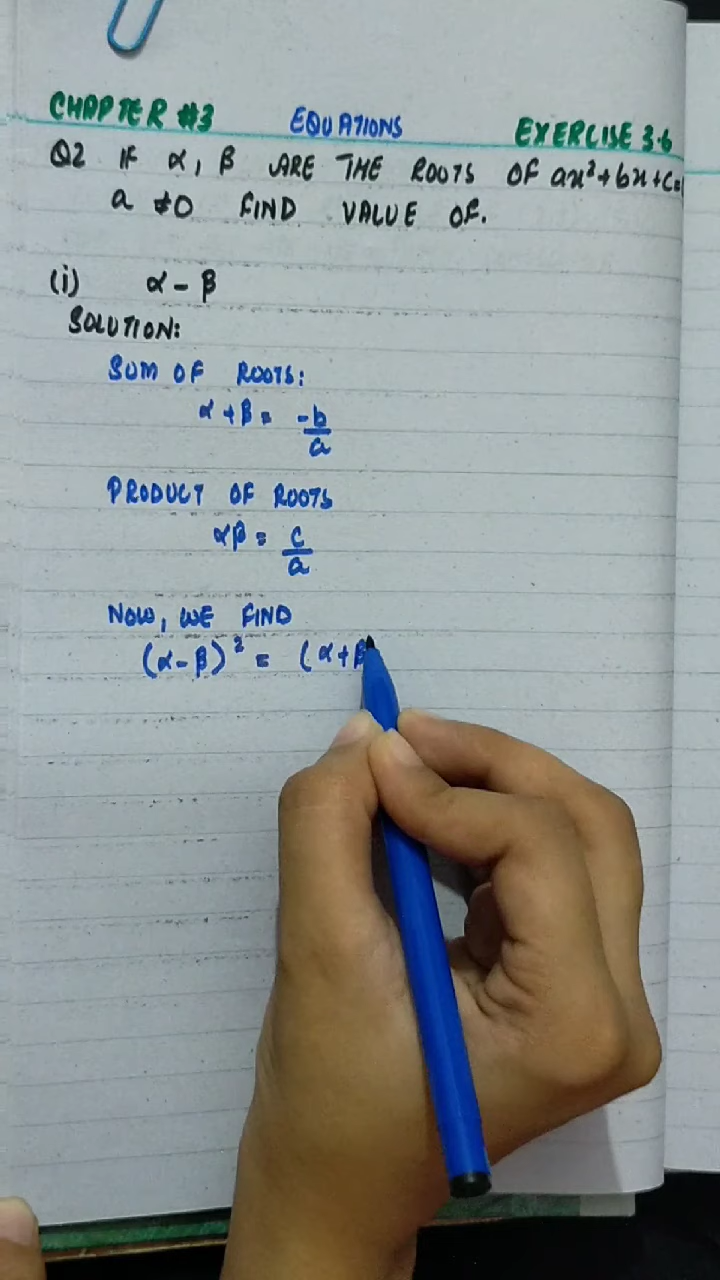 CHAPTER #3 EQUATIONS EXERCISE 3.6
Q2 IF α, β ARE THE ROOTS OF ax²+bx+c=
a ≠0 FIND VALUE OF.
(i) α - β
SOLUTION:
SUM OF ROOTS:
α + β = -b/a
PRODUCT OF ROOTS
αβ = c/a
NOW, WE FIND
(α-β)² = (α+β